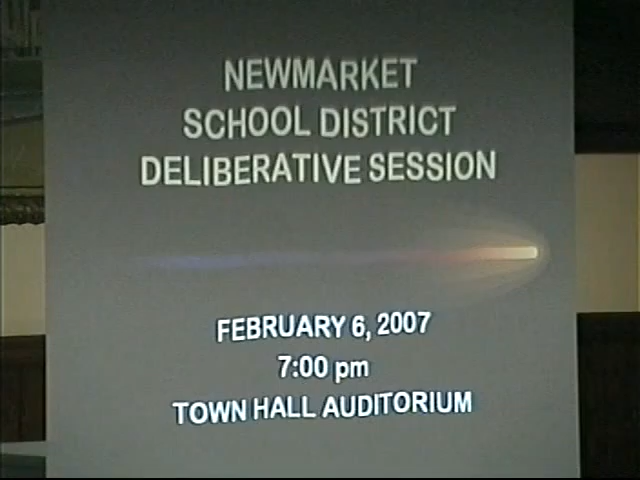 NEWMARKET
SCHOOL DISTRICT
DELIBERATIVE SESSION
FEBRUARY 6, 2007
7:00 pm
TOWN HALL AUDITORIUM